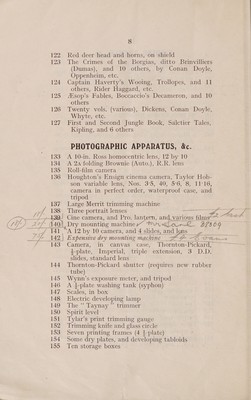 8
122 Red deer head and horns, on shield
123 The Crimes of the Borgias, ditto Brinvilliers
(Dumas), and 10 others, by Conan Doyle,
Oppenheim, etc.
124 Captain Haverty's Wooing, Trollopes, and 11
others, Rider Haggard, etc.
125 Æsop's Fables, Boccaccio's Decameron, and 10
others
126 Twenty vols. (various), Dickens, Conan Doyle,
Whyte, etc.
127 First and Second Jungle Book, Saletier Tales,
Kipling, and 6 others
PHOTOGRAPHIC APPARATUS, &c.
133 A 10-in. Ross homocentric lens, 12 by 10
134 A 2a folding Brownie (Auto), R.R. lens
135 Roll-film camera
136 Houghton's Ensign cinema camera, Taylor Hob-
son variable lens, Nos. 3·5, 40, 8·6, 8, 11·16,
camera in perfect order, waterproof case, and
tripod
137 Large Merrit trimming machine
138 Three portrait lenses
139 Cine camera, and Pro. lantern, and various films
140 Dry mounting machine
141 A 12 by 10 camera, and 4 slides, and lens
142 Expensive dry mounting machine
143 Camera, in canvas case, Thornton-Pickard,
½-plate, Imperial, triple extension, 3 D.D.
slides, standard lens
144 Thornton-Pickard shutter (requires new rubber
tube)
145 Wynn's exposure meter, and tripod
146 A ½-plate washing tank (syphon)
147 Scales, in box
148 Electric developing lamp
149 The "Taynay" trimmer
150 Spirit level
151 Tylar's print trimming gauge
152 Trimming knife and glass circle
153 Seven printing frames (4 ½-plate)
154 Some dry plates, and developing tabloids
155 Ten storage boxes